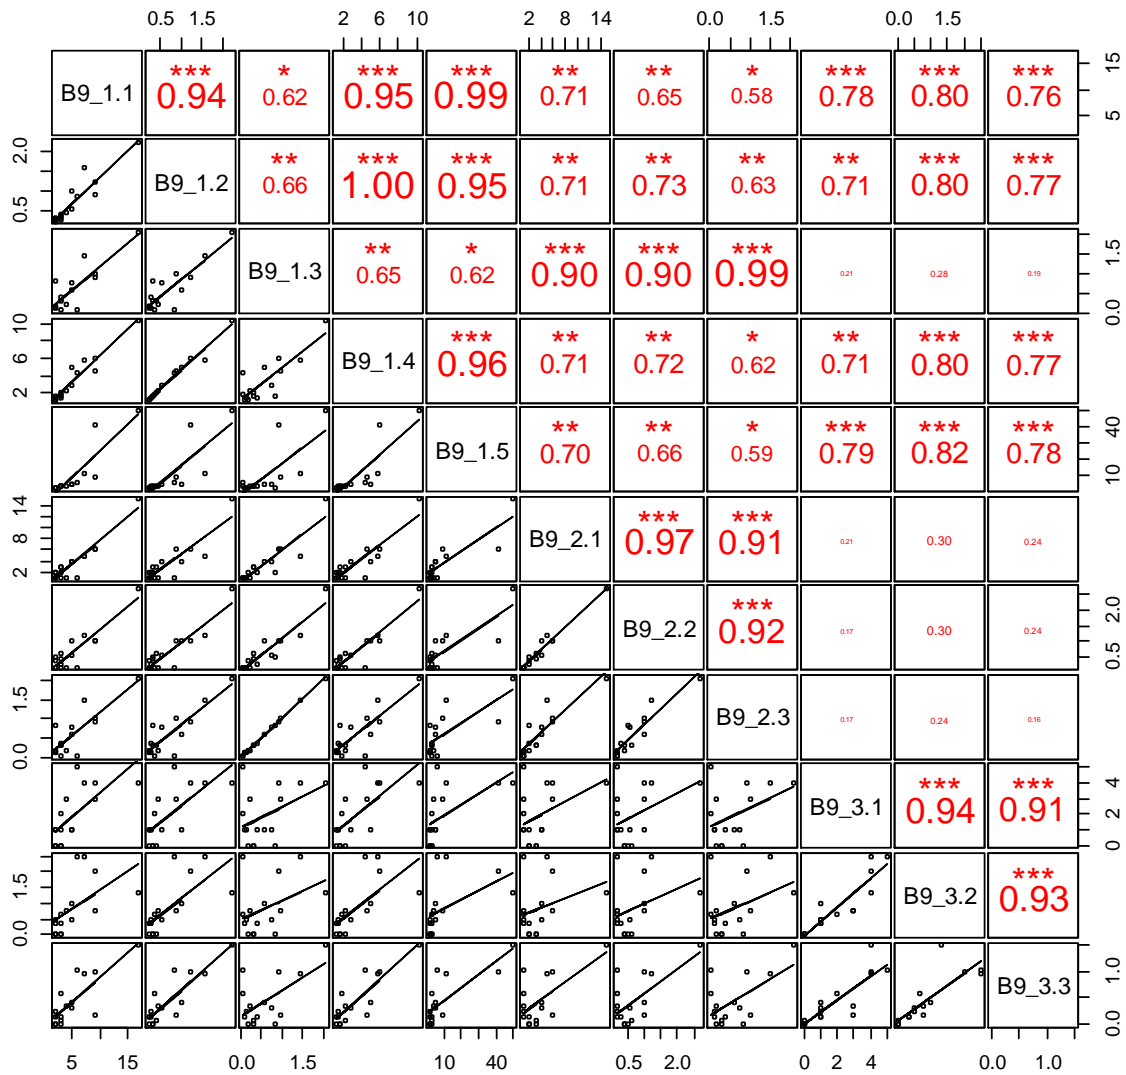 0.5 1.5 2 6 10 2 8 14 0.0 1.5 0.0 1.5
B9_1.1 *** * *** *** ** ** * *** *** *** 15
0.94 0.62 0.95 0.99 0.71 0.65 0.58 0.78 0.80 0.76 5
2.0 B9_1.2 ** *** *** ** ** ** ** *** ***
0.5 0.66 1.00 0.95 0.71 0.73 0.63 0.71 0.80 0.77
B9_1.3 ** * *** *** *** 1.5
0.65 0.62 0.90 0.90 0.99 0.21 0.28 0.19 0.0
10 6 2 B9_1.4 *** ** ** * ** *** ***
0.96 0.71 0.72 0.62 0.71 0.80 0.77
B9_1.5 ** ** * *** *** *** 40
0.70 0.66 0.59 0.79 0.82 0.78 10
14 8 2 B9_2.1 *** ***
0.97 0.91 0.21 0.30 0.24
B9_2.2 *** 2.0
0.92 0.17 0.30 0.24 0.5
1.5 0.0 B9_2.3 0.17 0.24 0.16
B9_3.1 *** *** 4
0.94 0.91 2 0
1.5 0.0 B9_3.2 ***
0.93
B9_3.3 1.0 0.0
5 15 0.0 1.5 10 40 0.5 2.0 0 2 4 0.0 1.0